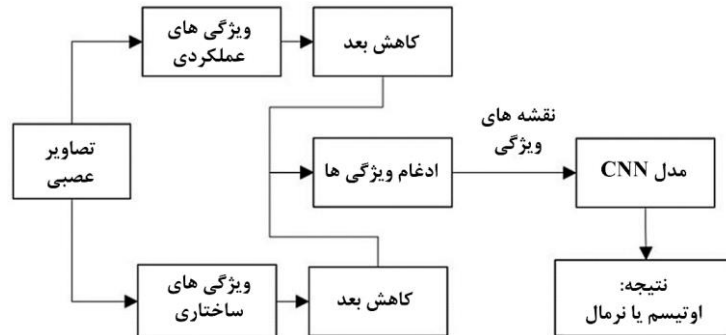 ویژگی های
عملکردی
کاهش بعد
تصاویر
عصبی
ادغام ویژگی ها
نقشه های
ویژگی
مدل CNN
ویژگی های
ساختاری
کاهش بعد
نتیجه:
اوتیسم یا نرمال